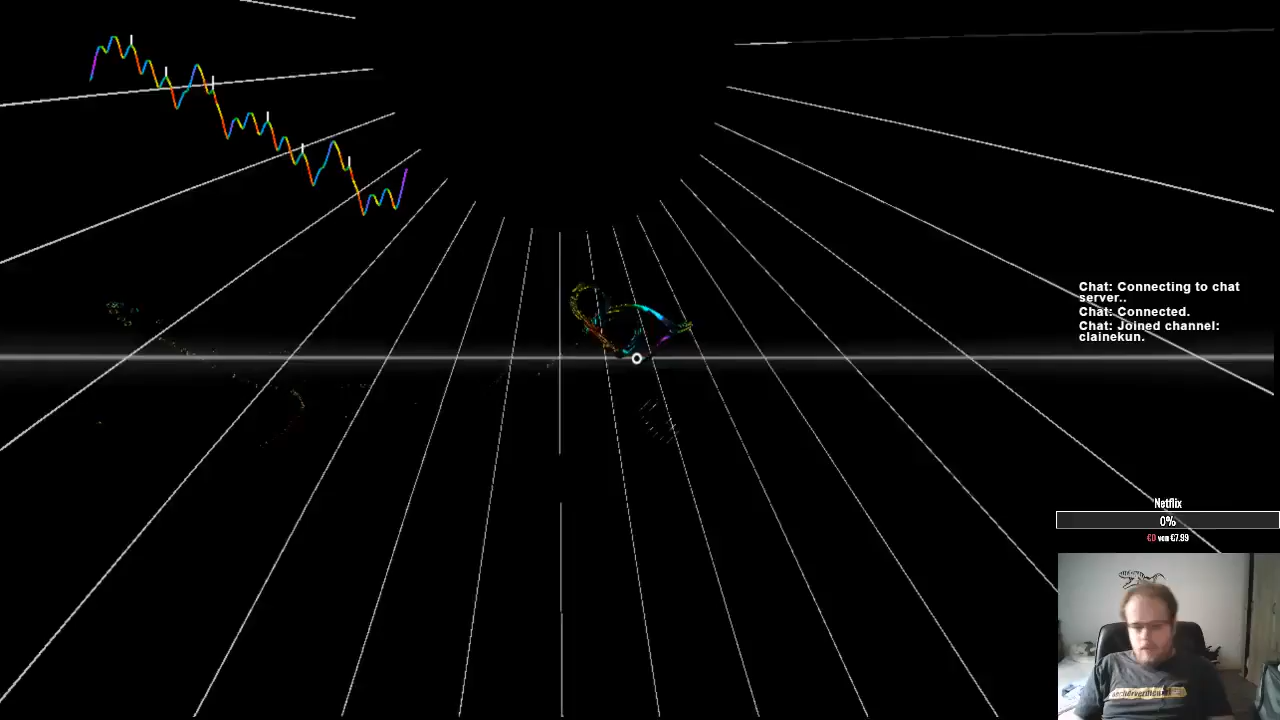 Chat: Connecting to chat
server..
Chat: Connected.
Chat: Joined channel:
clainekun.
Netflix
0%
€0 von €7.99